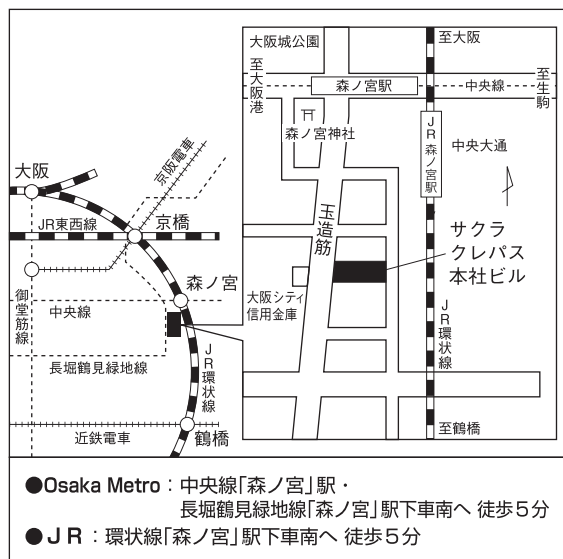 大阪
京阪電車
JR東西線
京橋
森ノ宮
御堂筋線
中央線
長堀鶴見緑地線
JR環状線
近鉄電車
鶴橋
大阪城公園
至大阪
至大阪港
森ノ宮駅
中央線
至生駒
森ノ宮神社
JR森ノ宮駅
中央大通
玉造筋
サクラ
クレパス
本社ビル
大阪シティ
信用金庫
JR環状線
至鶴橋
●Osaka Metro：中央線「森ノ宮」駅・
長堀鶴見緑地線「森ノ宮」駅下車南へ 徒歩5分
●JR：環状線「森ノ宮」駅下車南へ 徒歩5分